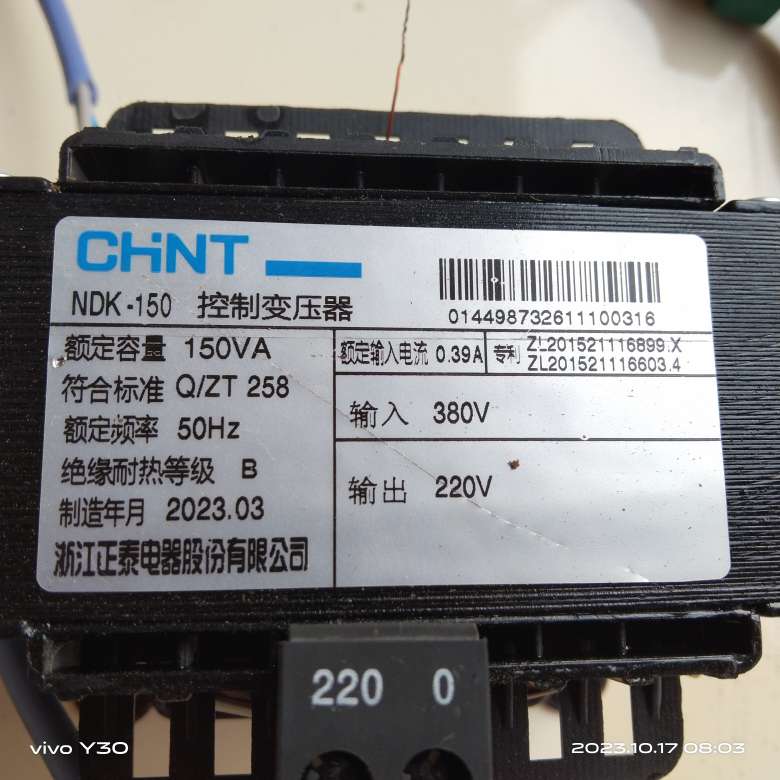 CHiNT
NDK-150 控制变压器
014498732611100316
额定容量 150VA
符合标准 Q/ZT 258
额定频率 50Hz
绝缘耐热等级 B
制造年月 2023.03
浙江正泰电器股份有限公司
额定输入电流 0.39A
专利 ZL201521116899.X
ZL201521116603.4
输入 380V
输出 220V
220 0
vivo Y30
2023.10.17 08:03